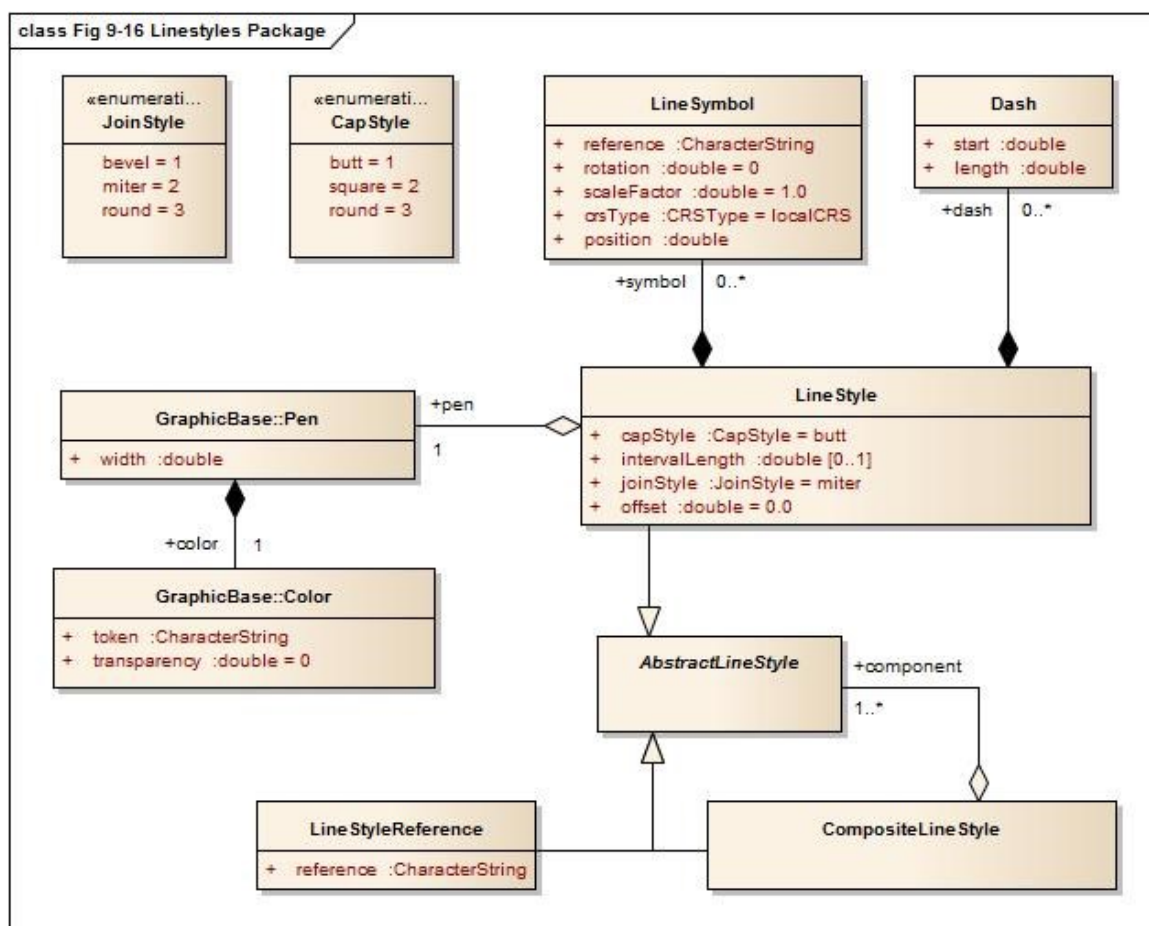 class Fig 9-16 Linestyles Package
«enumerati...
JoinStyle
bevel = 1
miter = 2
round = 3
«enumerati...
CapStyle
butt = 1
square = 2
round = 3
LineSymbol
+ reference :CharacterString
+ rotation :double = 0
+ scaleFactor :double = 1.0
+ crsType :CRSType = localCRS
+ position :double
Dash
+ start :double
+ length :double
+symbol 0..*
+dash 0..*
GraphicBase::Pen
+ width :double
+pen
1
LineStyle
+ capStyle :CapStyle = butt
+ intervalLength :double [0..1]
+ joinStyle :JoinStyle = miter
+ offset :double = 0.0
+color 1
GraphicBase::Color
+ token :CharacterString
+ transparency :double = 0
AbstractLineStyle
+component
1..*
LineStyleReference
+ reference :CharacterString
CompositeLineStyle